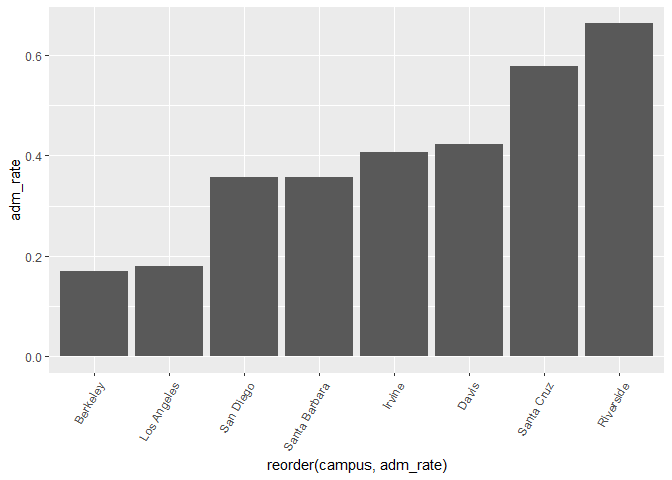 0.6
0.4
0.2
0.0
adm_rate
Berkeley
Los Angeles
San Diego
Santa Barbara
Irvine
Davis
Santa Cruz
Riverside
reorder(campus, adm_rate)